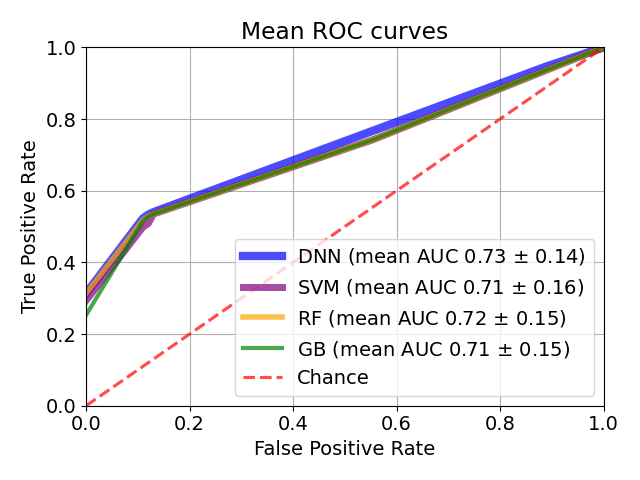 Mean ROC curves
True Positive Rate
1.0
0.8
0.6
0.4
0.2
0.0
DNN (mean AUC 0.73 ± 0.14)
SVM (mean AUC 0.71 ± 0.16)
RF (mean AUC 0.72 ± 0.15)
GB (mean AUC 0.71 ± 0.15)
Chance
0.0 0.2 0.4 0.6 0.8 1.0
False Positive Rate